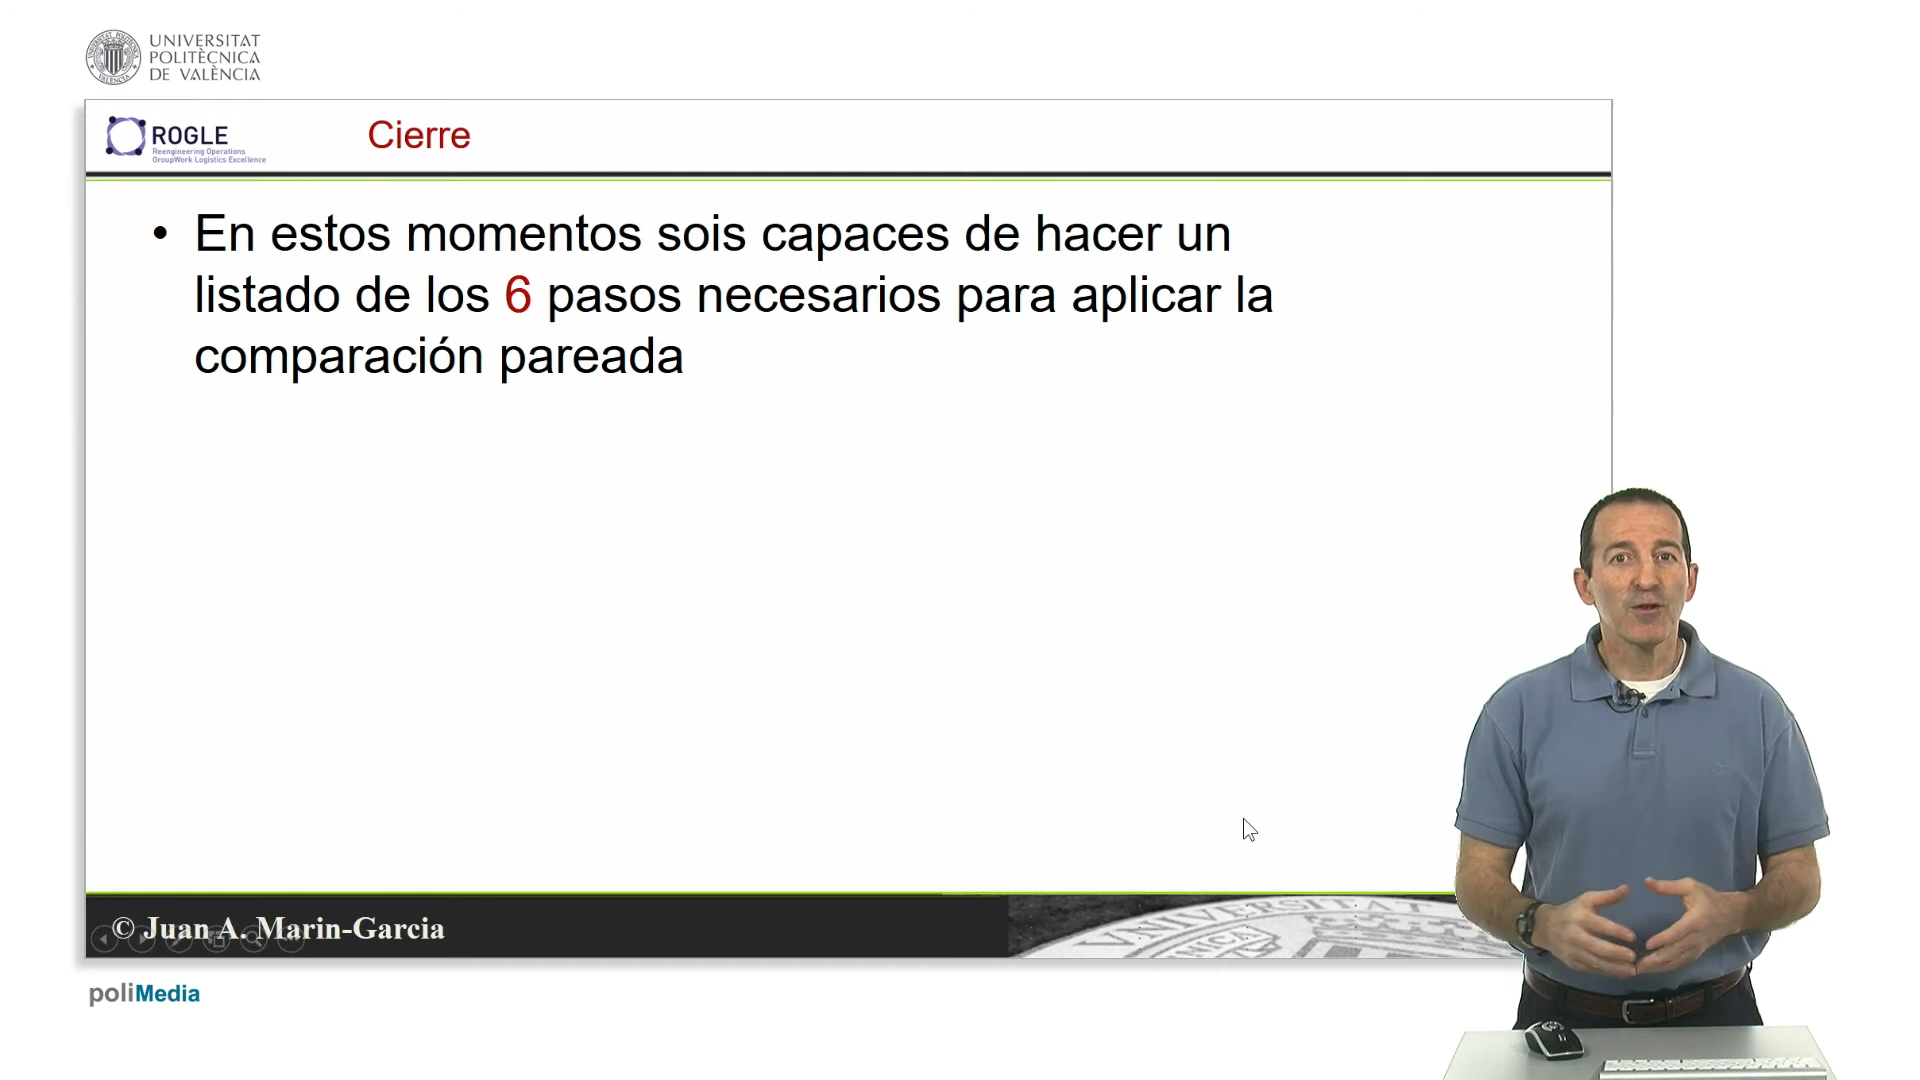 UNIVERSITAT
POLITÈCNICA
DE VALÈNCIA
ROGLE
Reengineering Operations
GroupWork Logistics Excellence
Cierre
• En estos momentos sois capaces de hacer un
listado de los 6 pasos necesarios para aplicar la
comparación pareada
© Juan A. Marin-Garcia
VNIVERSITAT
poliMedia